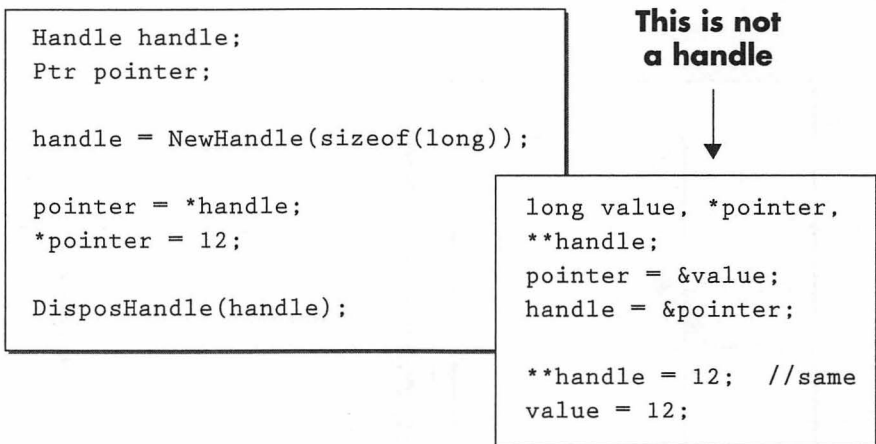 Handle handle;
Ptr pointer;
handle = NewHandle(sizeof(long));
pointer = *handle;
*pointer = 12;
DisposHandle(handle);
This is not
a handle
long value, *pointer,
**handle;
pointer = &value;
handle = &pointer;
**handle = 12;  //same
value = 12;